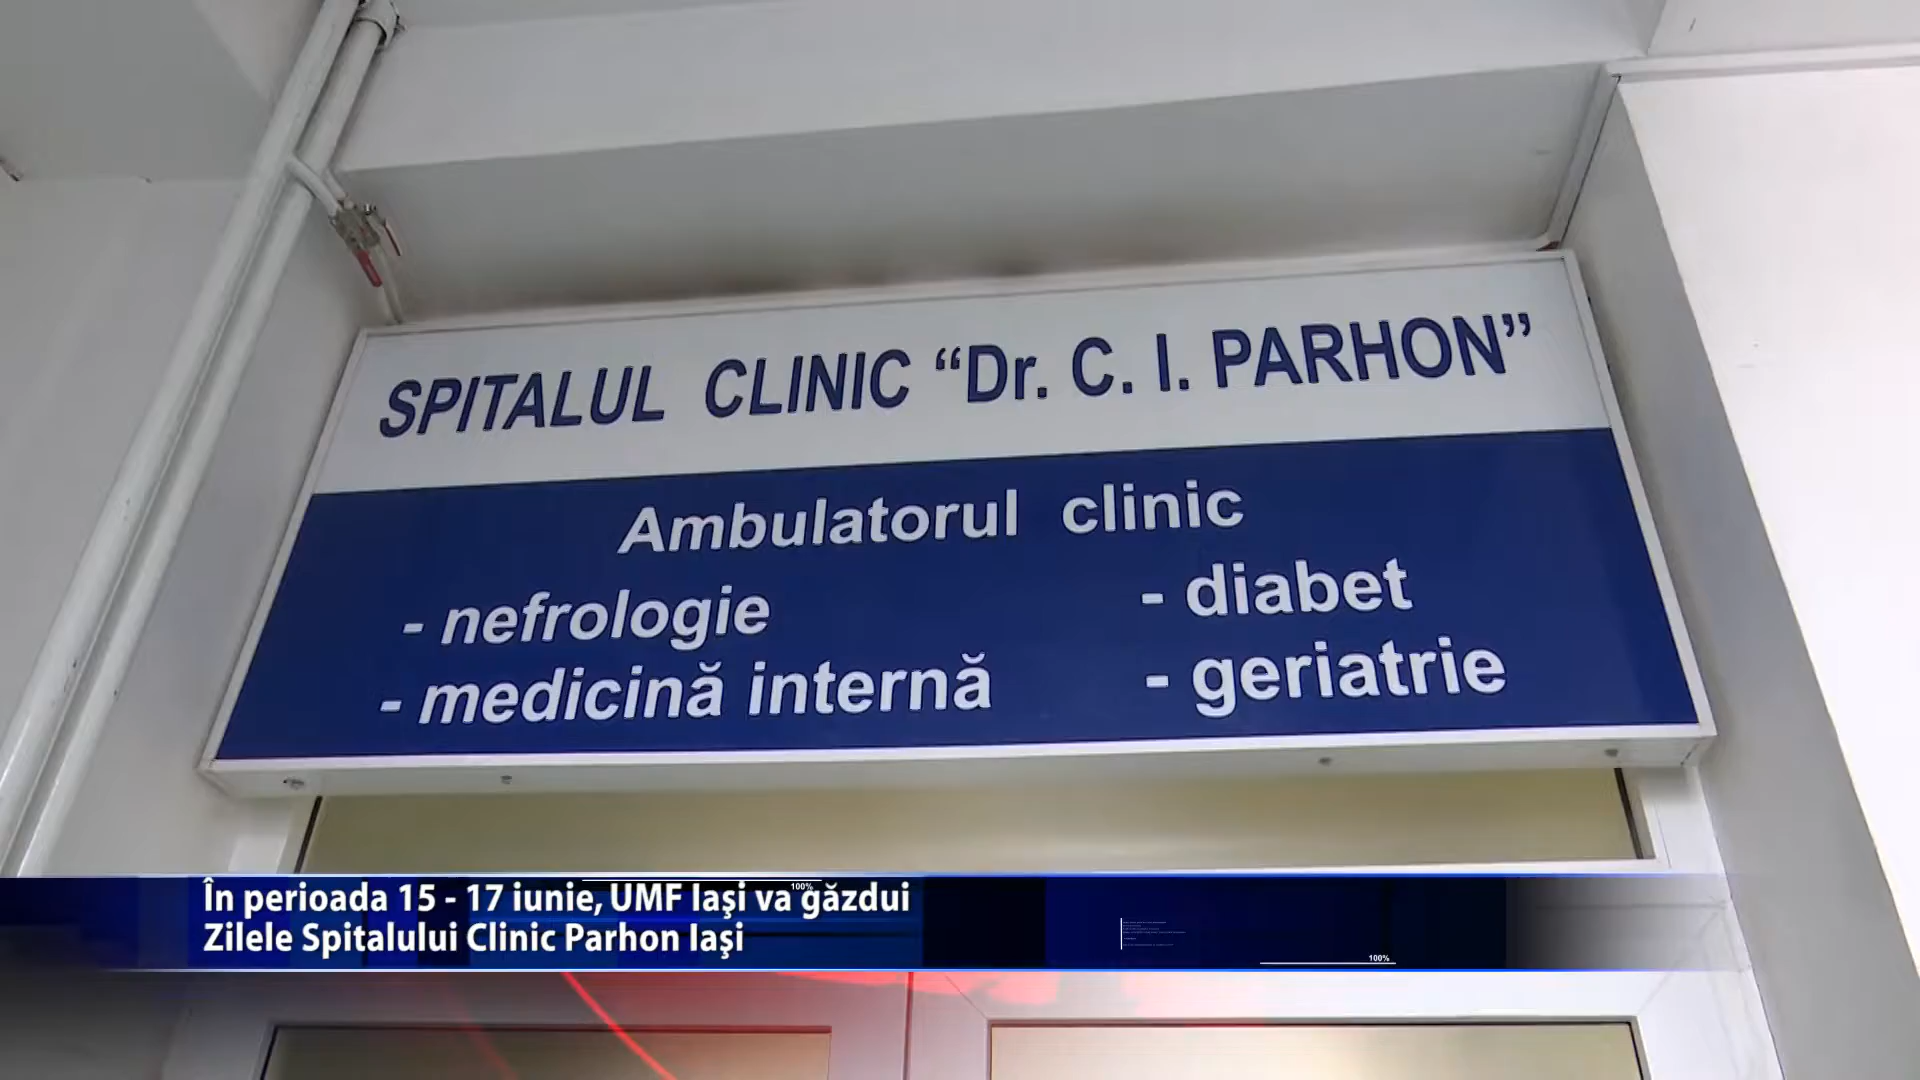 SPITALUL CLINIC “Dr. C. I. PARHON”
Ambulatorul clinic
- nefrologie - diabet
- medicină internă - geriatrie
În perioada 15 - 17 iunie, UMF Iaşi va găzdui
100%
Zilele Spitalului Clinic Parhon Iaşi
100%